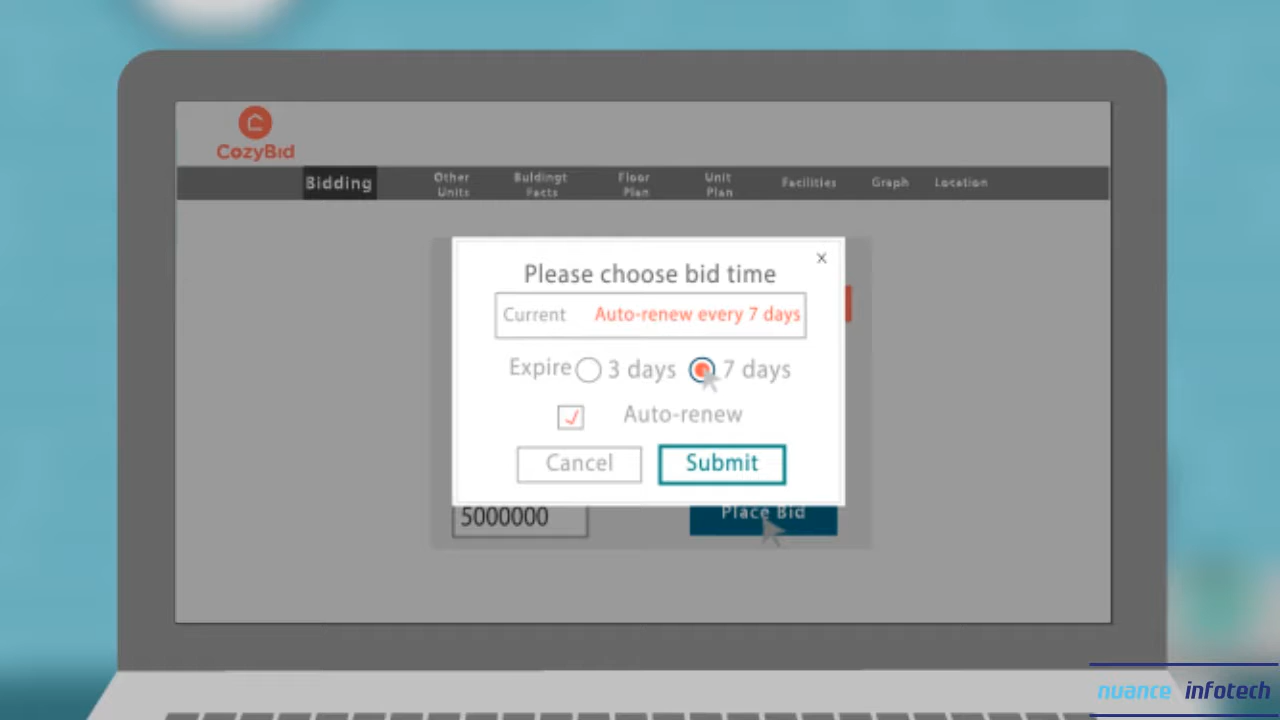 CozyBid
Bidding
Other Units
Buldingt Facts
Floor Plan
Unit Plan
Facilities
Graph
Location
Please choose bid time
x
Current Auto-renew every 7 days
Expire 3 days 7 days
Auto-renew
Cancel Submit
5000000 Place Bid
nuance infotech